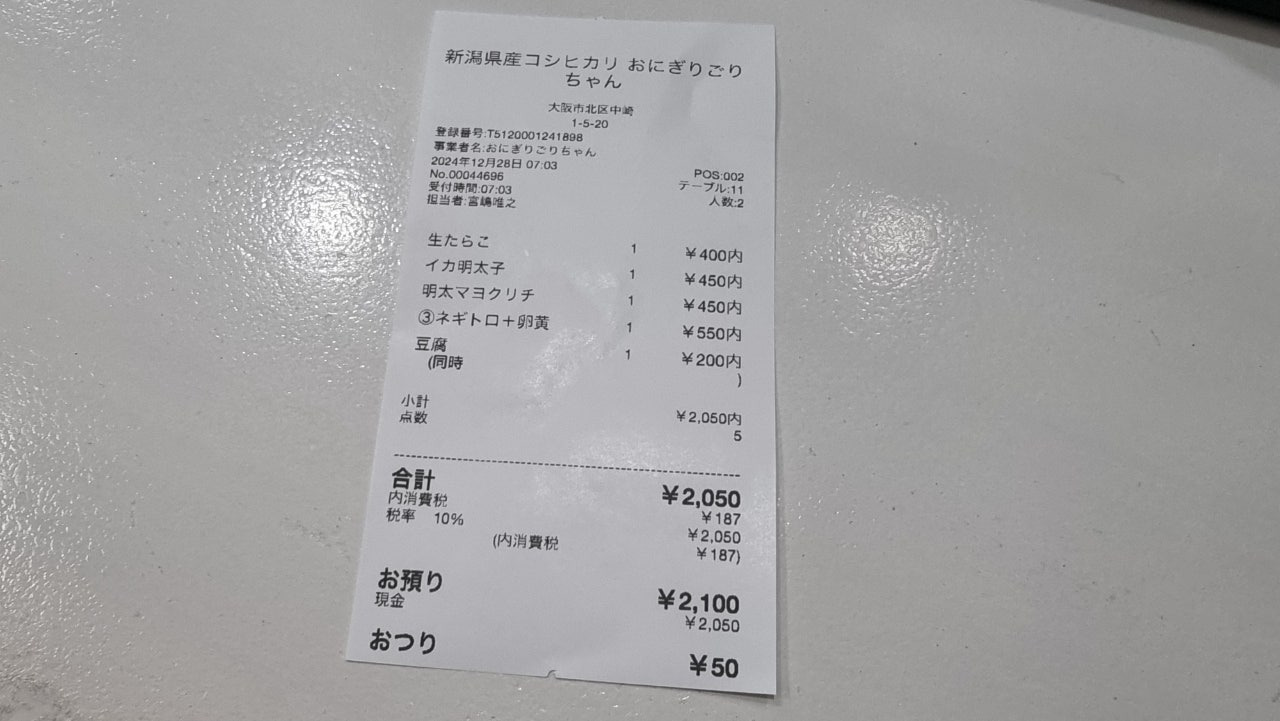 新潟県産コシヒカリ おにぎりごり
ちゃん
大阪市北区中崎
1-5-20
登録番号:T5120001241898
事業者名:おにぎりごりちゃん
2024年12月28日 07:03
No.00044696 POS:002
受付時間:07:03 テーブル:11
担当者:宮嶋唯之 人数:2
生たらこ 1 ¥400内
イカ明太子 1 ¥450内
明太マヨクリチ 1 ¥450内
③ネギトロ+卵黄 1 ¥550内
豆腐 1 ¥200内
(同時 )
小計 ¥2,050内
点数 5
合計 ¥2,050
内消費税 ¥187
税率 10% ¥2,050
(内消費税 ¥187)
お預り ¥2,100
現金 ¥2,050
おつり ¥50